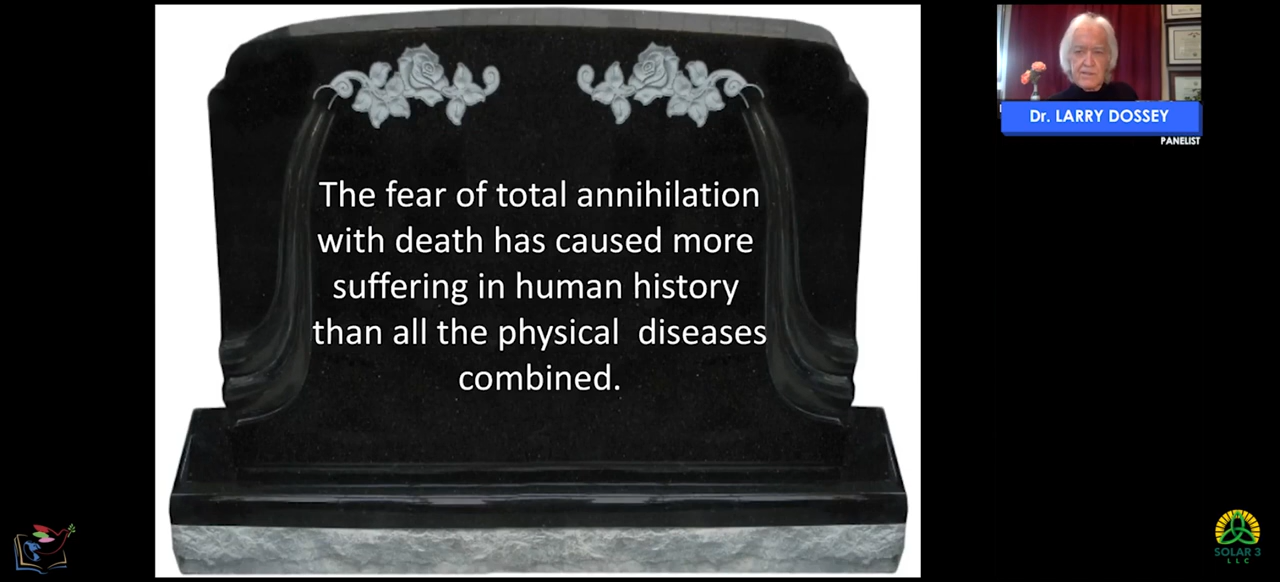 The fear of total annihilation
with death has caused more
suffering in human history
than all the physical  diseases
combined.
Dr. LARRY DOSSEY
PANELIST
SOLAR 3
LLC